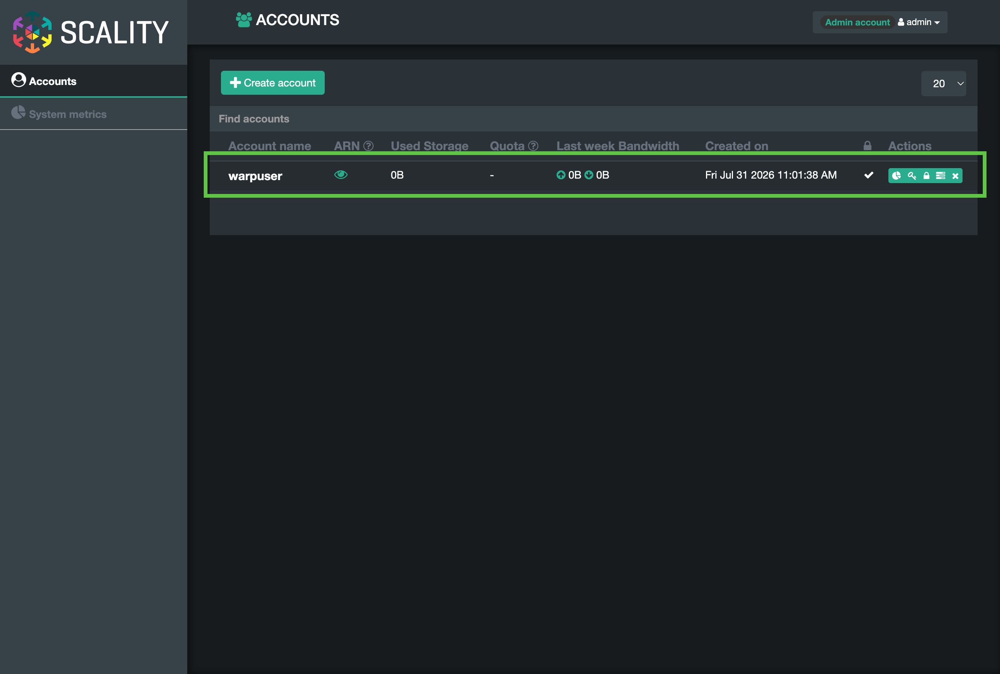 SCALITY
ACCOUNTS
Admin account admin
Accounts
System metrics
Create account
20
Find accounts
Account name ARN ? Used Storage Quota ? Last week Bandwidth Created on Actions
warpuser 0B - 0B 0B Fri Jul 31 2026 11:01:38 AM